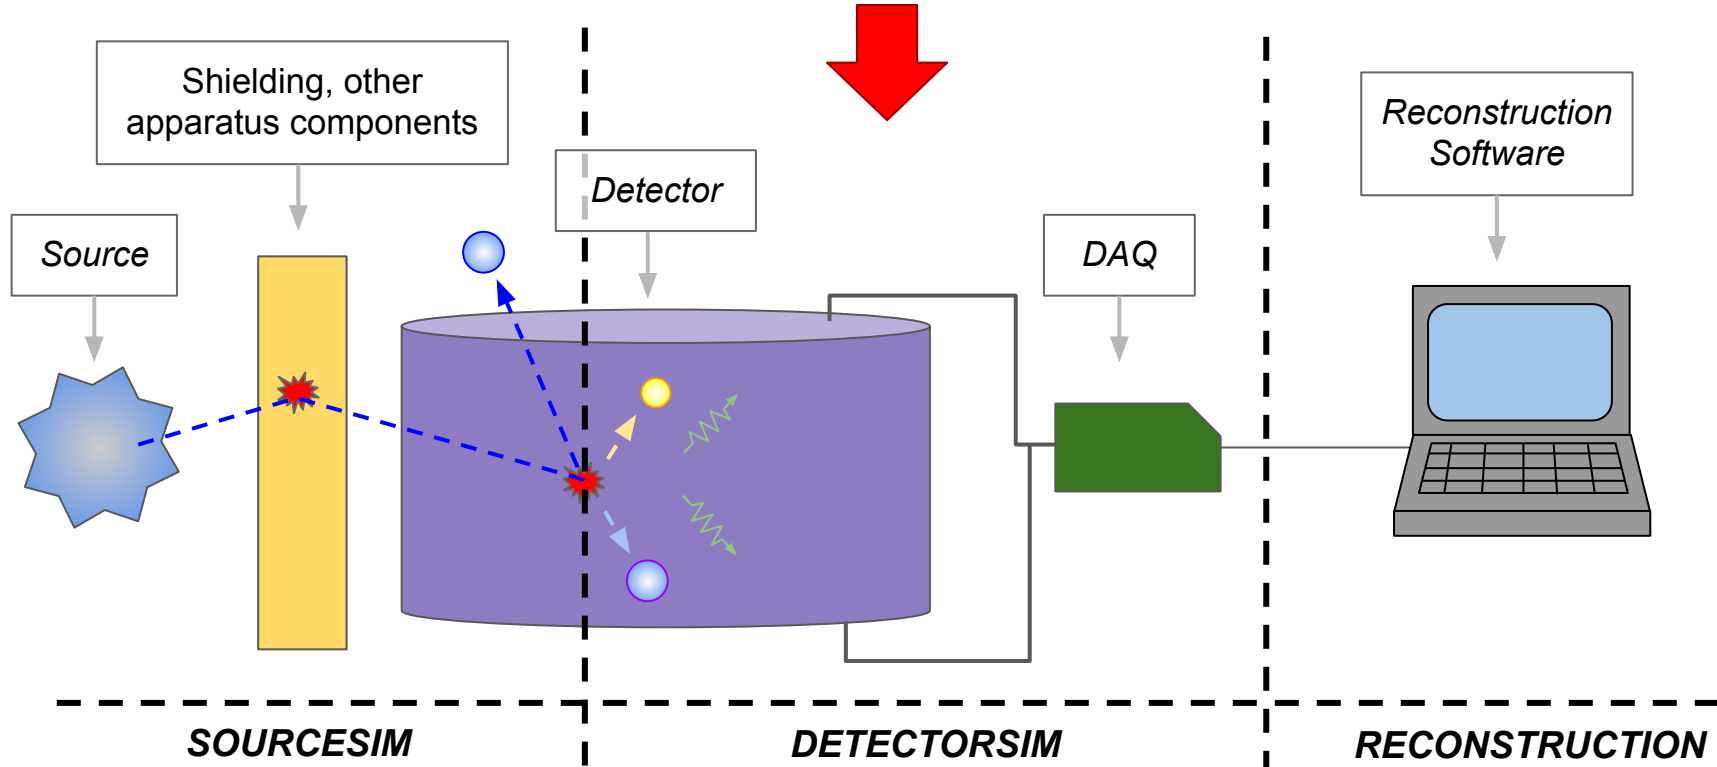 Shielding, other
apparatus components
Source
Detector
DAQ
Reconstruction
Software
SOURCESIM
DETECTORSIM
RECONSTRUCTION